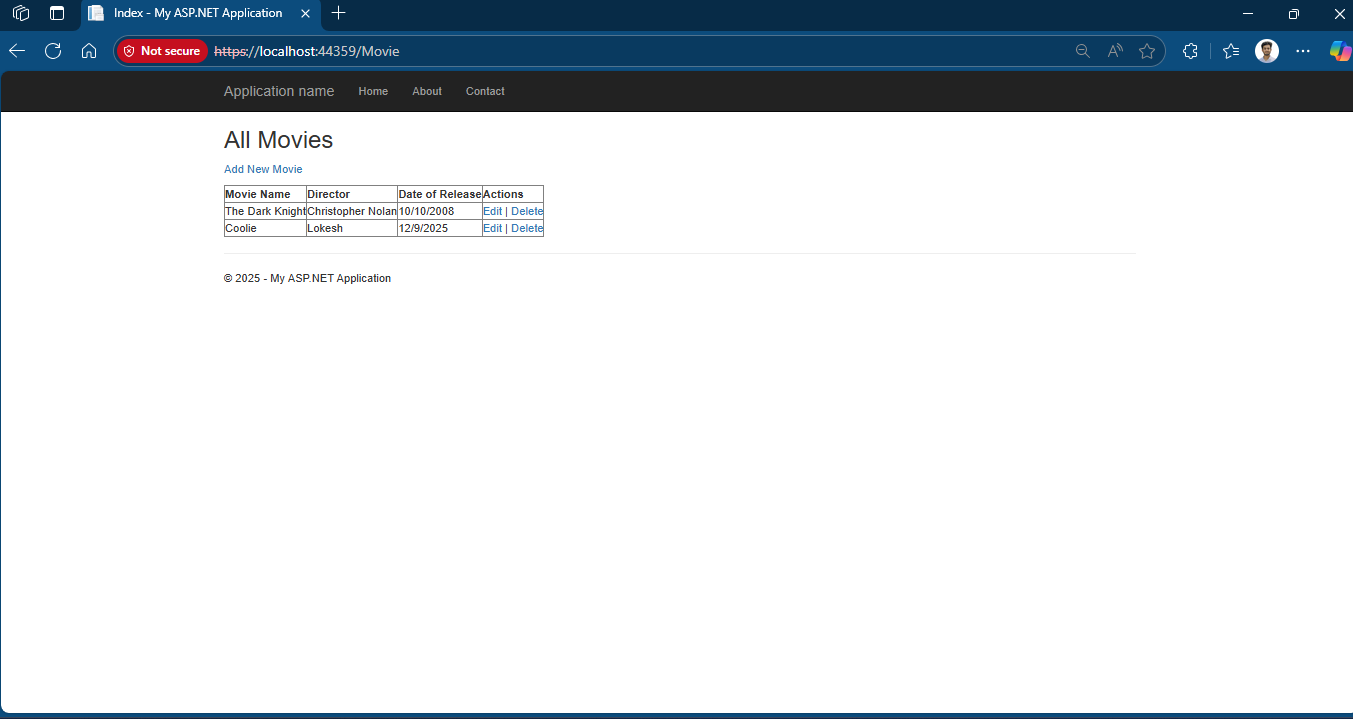 Index - My ASP.NET Application
Not secure https://localhost:44359/Movie
Application name Home About Contact
All Movies
Add New Movie
Movie Name Director Date of Release Actions
The Dark Knight Christopher Nolan 10/10/2008 Edit | Delete
Coolie Lokesh 12/9/2025 Edit | Delete
© 2025 - My ASP.NET Application